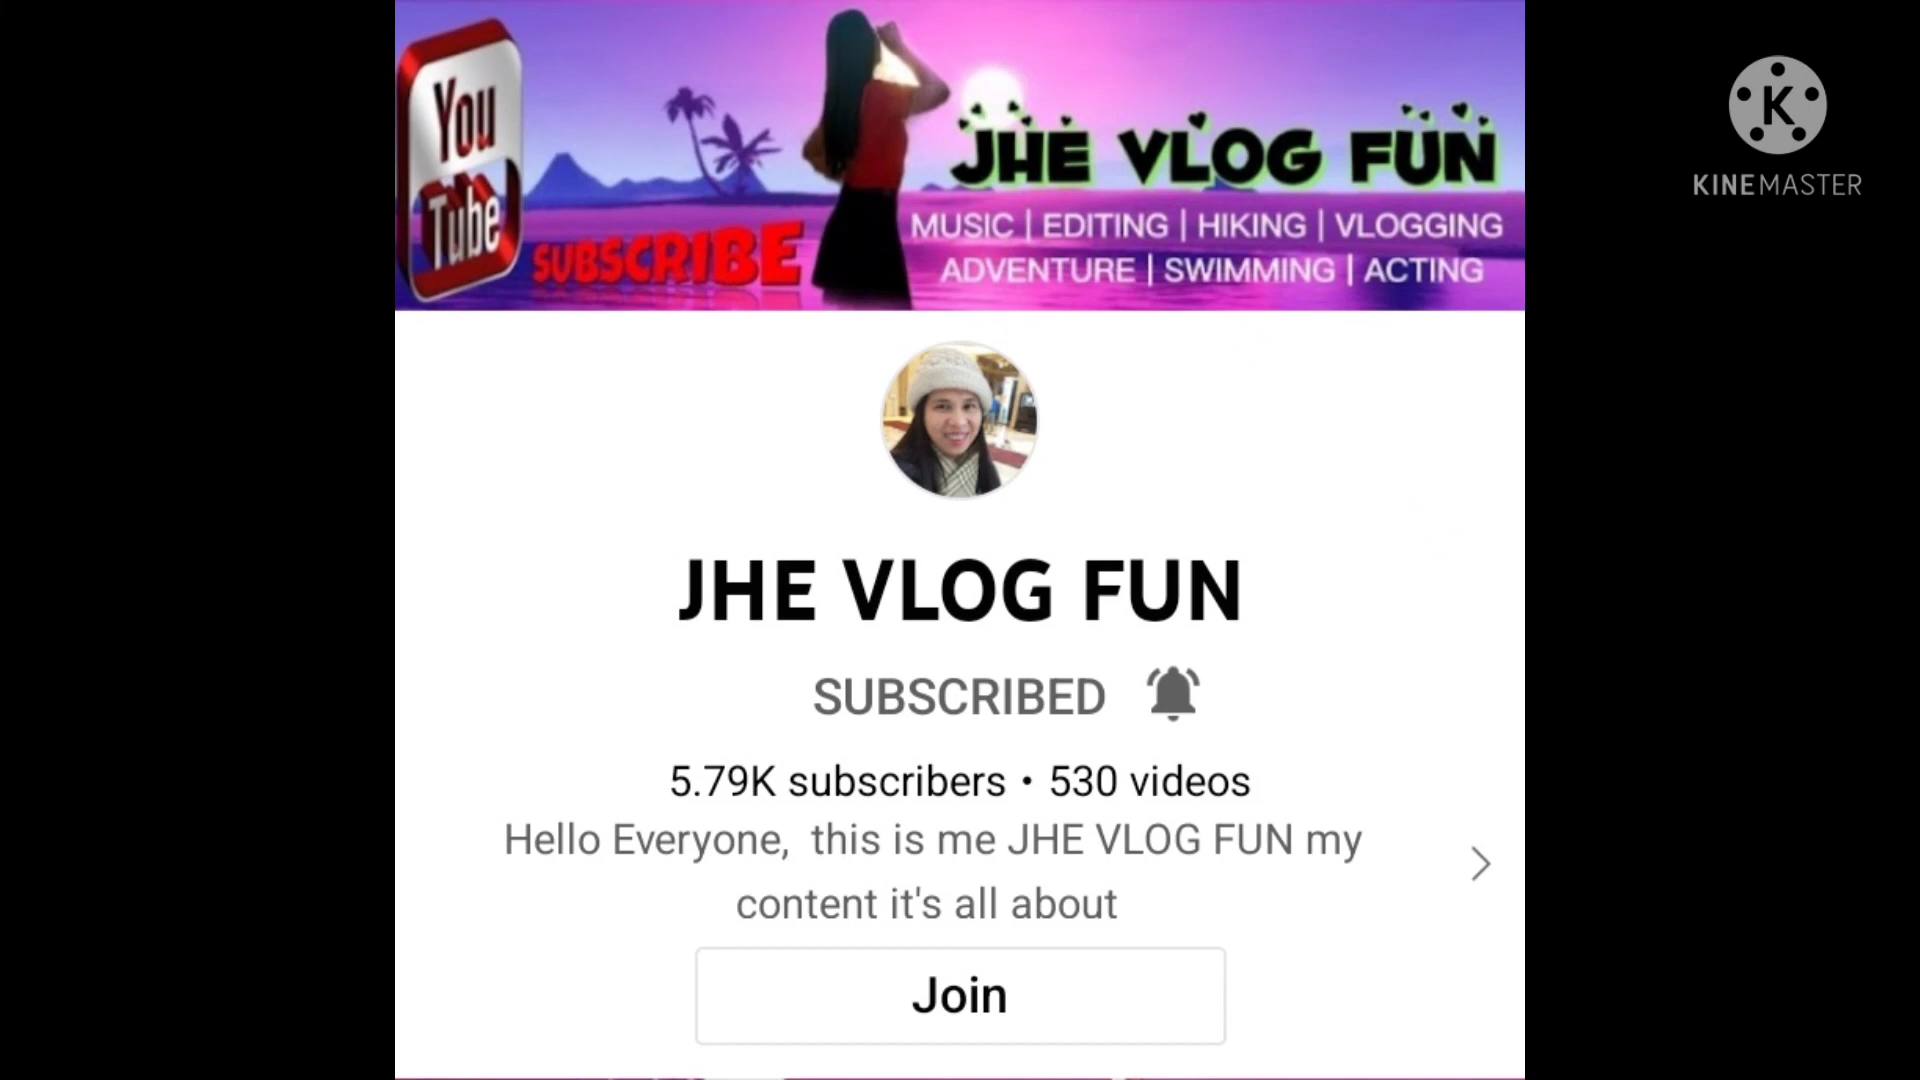 You
Tube
SUBSCRIBE
JHE VLOG FUN
MUSIC | EDITING | HIKING | VLOGGING
ADVENTURE | SWIMMING | ACTING
K
KINEMASTER
JHE VLOG FUN
SUBSCRIBED
5.79K subscribers • 530 videos
Hello Everyone,  this is me JHE VLOG FUN my
content it's all about
Join